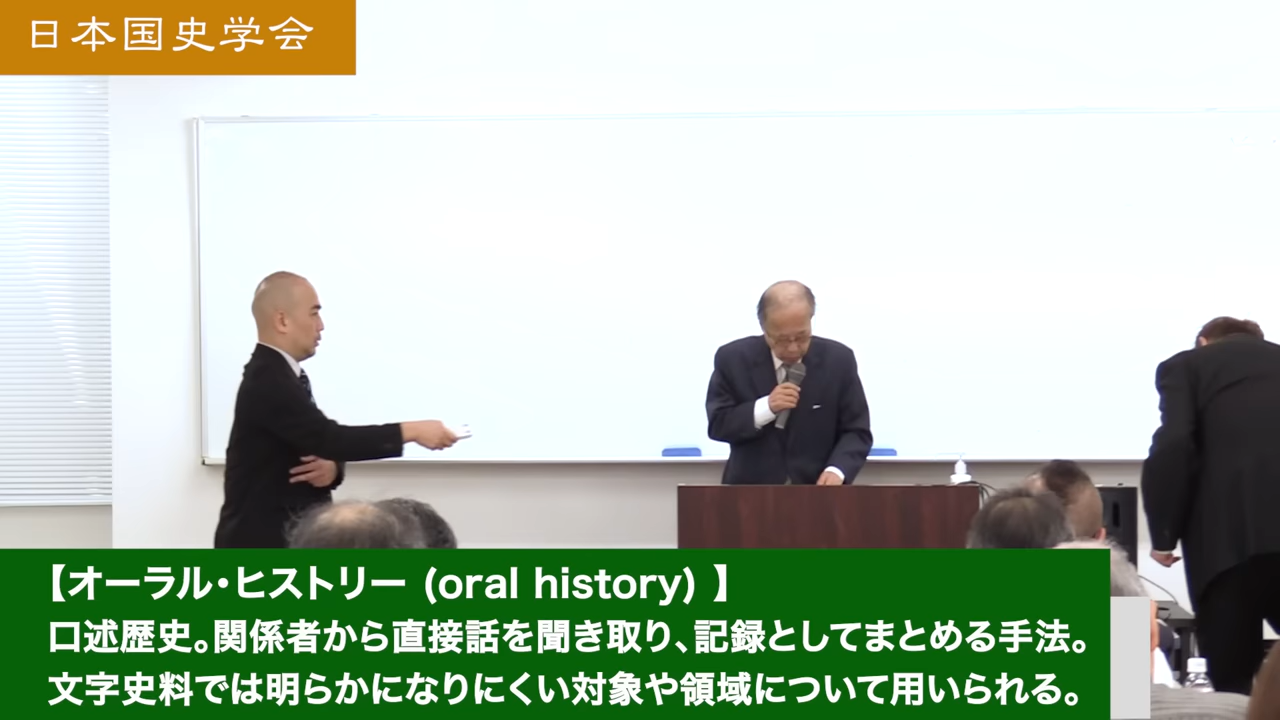 日本国史学会
【オーラル・ヒストリー (oral history) 】
口述歴史。関係者から直接話を聞き取り、記録としてまとめる手法。
文字史料では明らかになりにくい対象や領域について用いられる。